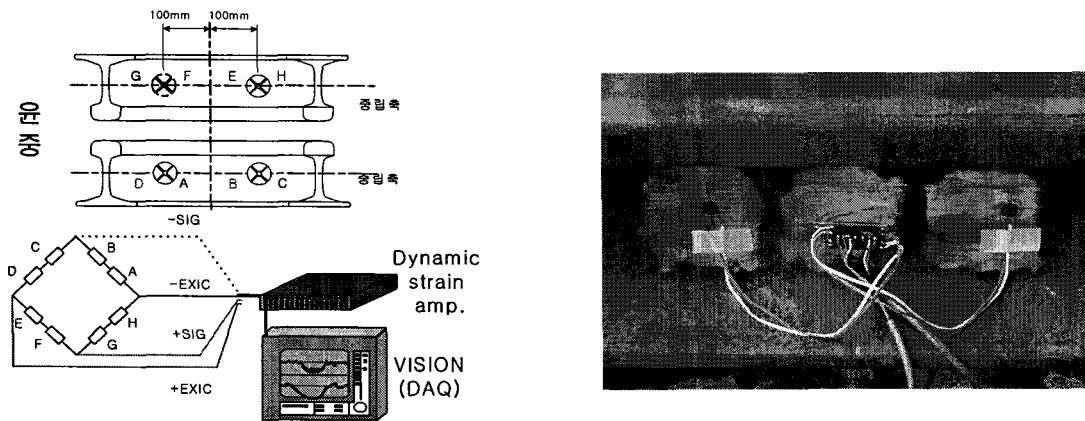 100mm 100mm
G F E H
중립축
D A B C
중립축
-SIG
C B
D A
-EXIC
Dynamic
strain
amp.
E H
F G
+SIG
+EXIC
VISION
(DAQ)